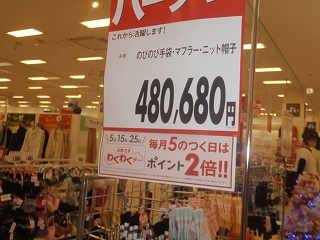 これから活躍します!
のびのび手袋・マフラー・ニット帽子
480,680円
5日15日25日
わくわくデー
毎月5のつく日は
ポイント2倍!!